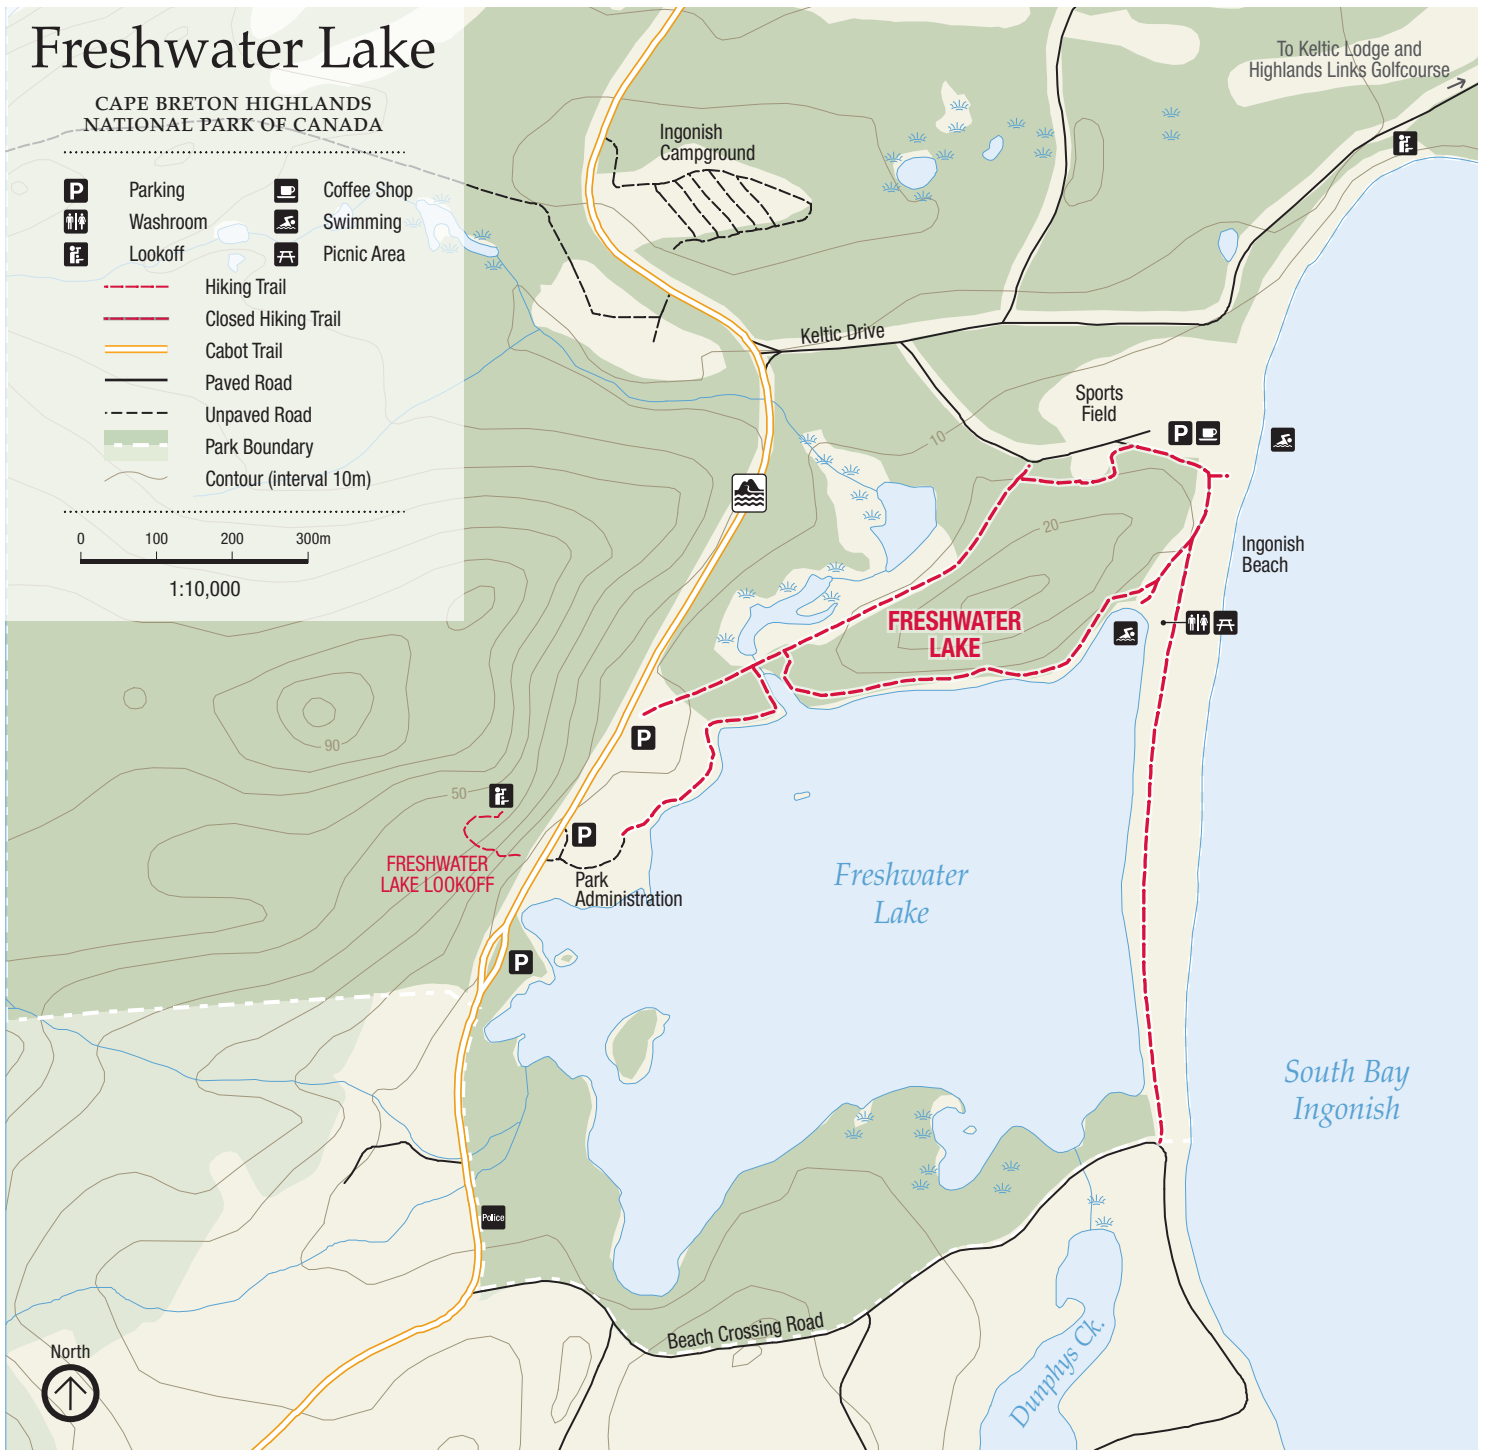 Freshwater Lake
CAPE BRETON HIGHLANDS
NATIONAL PARK OF CANADA
P Parking
Coffee Shop
Washroom
Swimming
Lookoff
Picnic Area
Hiking Trail
Closed Hiking Trail
Cabot Trail
Paved Road
Unpaved Road
Park Boundary
Contour (interval 10m)
0 100 200 300m
1:10,000
To Keltic Lodge and
Highlands Links Golfcourse
Ingonish
Campground
Keltic Drive
Sports
Field
10
P
20
Ingonish
Beach
FRESHWATER
LAKE
P
90
50
P
FRESHWATER
LAKE LOOKOFF
Park
Administration
Freshwater
Lake
P
South Bay
Ingonish
Police
Beach Crossing Road
Dunphys Ck.
North